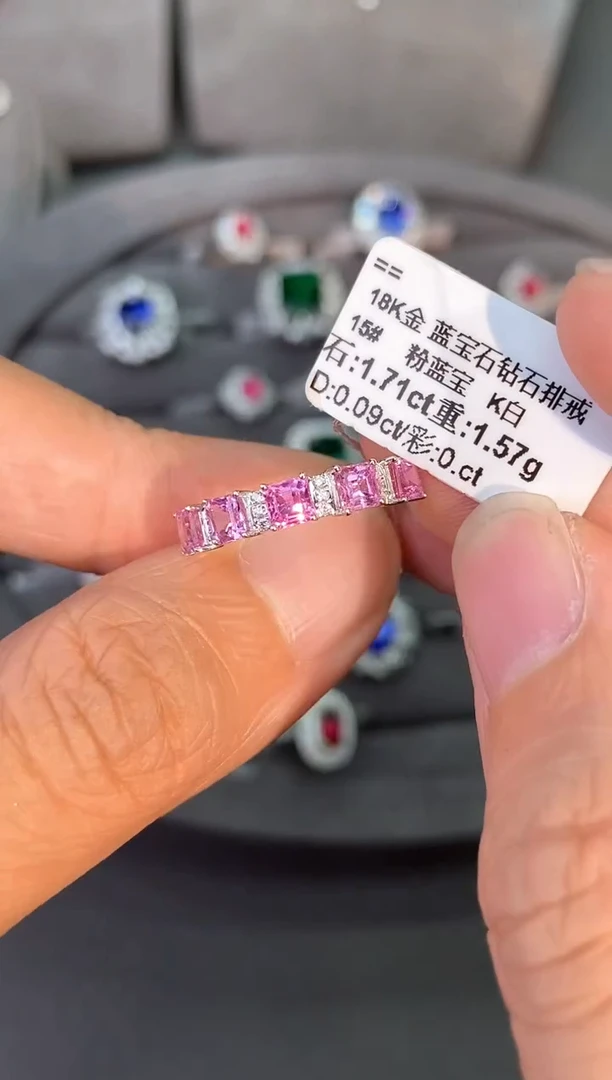 ==
18K金 蓝宝石钻石排戒
15# 粉蓝宝 K白
石:1.71ct重:1.57g
D:0.09ct/彩:0.ct